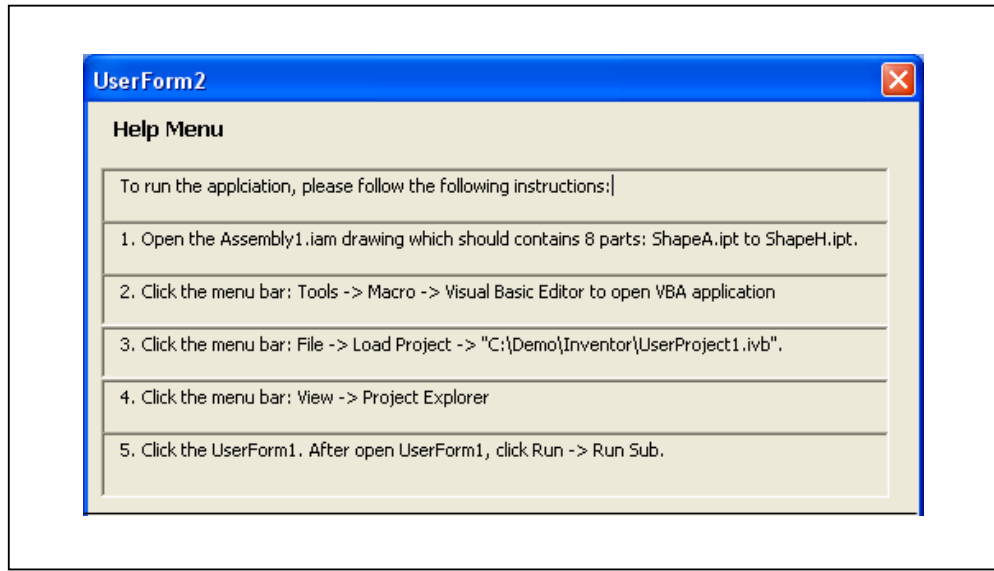 UserForm2
Help Menu
To run the applciation, please follow the following instructions:
1. Open the Assembly1.iam drawing which should contains 8 parts: ShapeA.ipt to ShapeH.ipt.
2. Click the menu bar: Tools -> Macro -> Visual Basic Editor to open VBA application
3. Click the menu bar: File -> Load Project -> "C:\Demo\Inventor\UserProject1.ivb".
4. Click the menu bar: View -> Project Explorer
5. Click the UserForm1. After open UserForm1, click Run -> Run Sub.